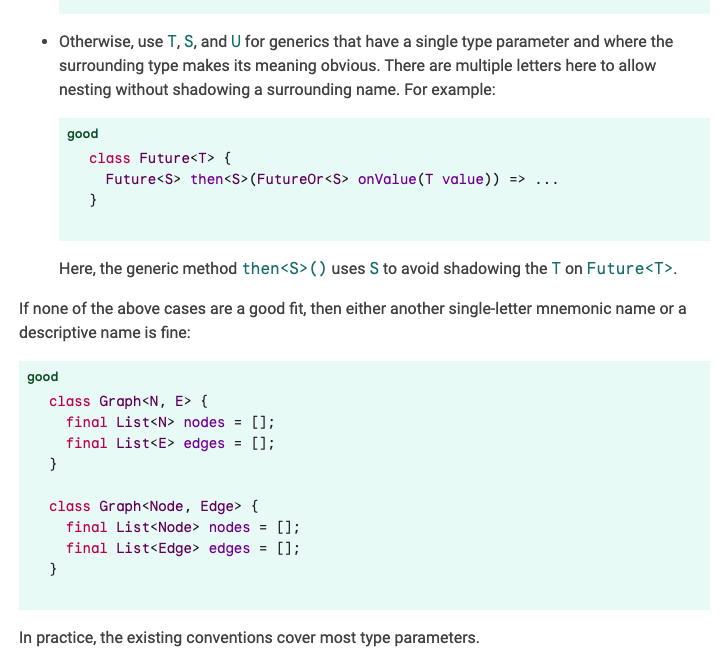 • Otherwise, use T, S, and U for generics that have a single type parameter and where the
surrounding type makes its meaning obvious. There are multiple letters here to allow
nesting without shadowing a surrounding name. For example:
good
class Future<T> {
  Future<S> then<S>(FutureOr<S> onValue(T value)) => ...
}
Here, the generic method then<S>() uses S to avoid shadowing the T on Future<T>.
If none of the above cases are a good fit, then either another single-letter mnemonic name or a
descriptive name is fine:
good
class Graph<N, E> {
  final List<N> nodes = [];
  final List<E> edges = [];
}

class Graph<Node, Edge> {
  final List<Node> nodes = [];
  final List<Edge> edges = [];
}
In practice, the existing conventions cover most type parameters.